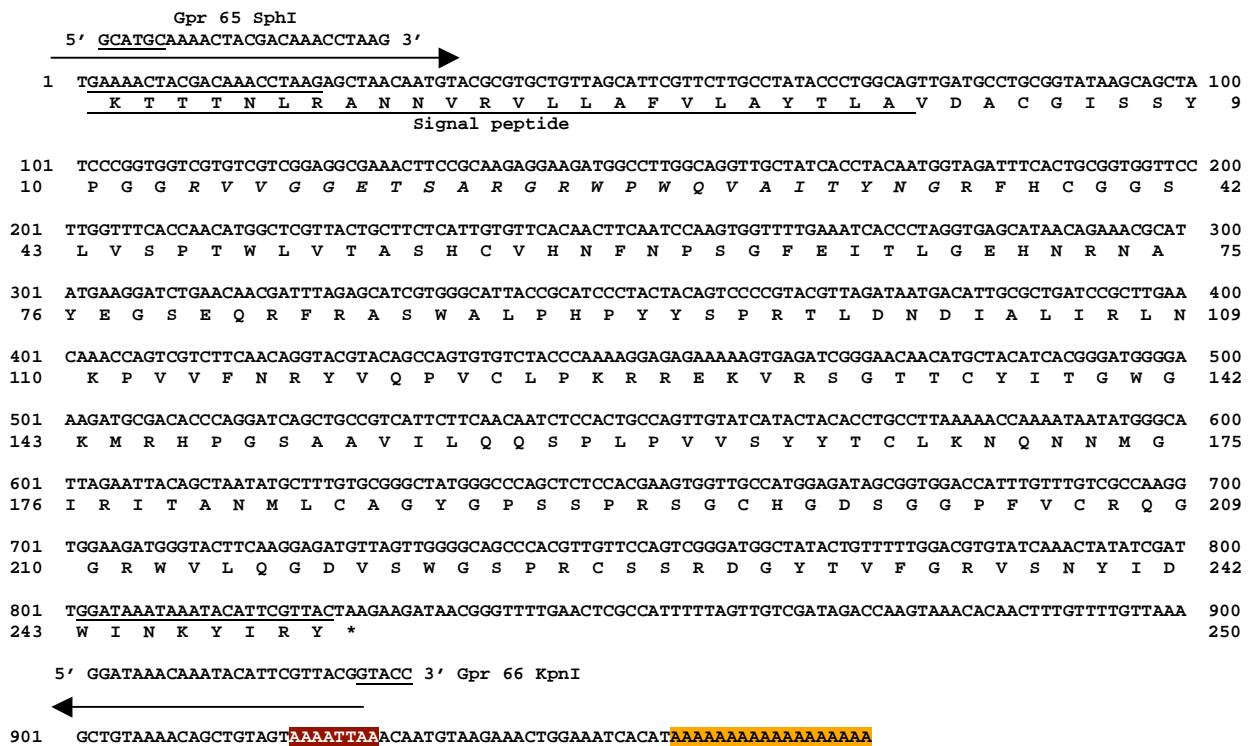 Gpr 65 SphI
5’ GCATGCAAAACTACGACAAACCTAAG 3’
1 TGAAAACTACGACAAACCTAAGAGCTAACAATGTACGCGTGCTGTTAGCATTCGTTCTTGCCTATACCCTGGCAGTTGATGCCTGCGGTATAAGCAGCTA 100
K T T T N L R A N N V R V L L A F V L A Y T L A V D A C G I S S Y 9
Signal peptide
101 TCCCGGTGGTCGTGTCGTCGGAGGCGAAACTTCCGCAAGAGGAAGATGGCCTTGGCAGGTTGCTATCACCTACAATGGTAGATTTCACTGCGGTGGTTCC 200
10 P G G R V V G G E T S A R G R W P W Q V A I T Y N G R F H C G G S 42
201 TTGGTTTCACCAACATGGCTCGTTACTGCTTCTCATTGTGTTCACAACTTCAATCCAAGTGGTTTTGAAATCACCCTAGGTGAGCATAACAGAAACGCAT 300
43 L V S P T W L V T A S H C V H N F N P S G F E I T L G E H N R N A 75
301 ATGAAGGATCTGAACAACGATTTAGAGCATCGTGGGCATTACCGCATCCCTACTACAGTCCCCGTACGTTAGATAATGACATTGCGCTGATCCGCTTGAA 400
76 Y E G S E Q R F R A S W A L P H P Y Y S P R T L D N D I A L I R L N 109
401 CAAACCAGTCGTCTTCAACAGGTACGTACAGCCAGTGTGTCTACCCAAAAGGAGAGAAAAAGTGAGATCGGGAACAACATGCTACATCACGGGATGGGGA 500
110 K P V V F N R Y V Q P V C L P K R R E K V R S G T T C Y I T G W G 142
501 AAGATGCGACACCCAGGATCAGCTGCCGTCATTCTTCAACAATCTCCACTGCCAGTTGTATCATACTACACCTGCCTTAAAAACCAAAATAATATGGGCA 600
143 K M R H P G S A A V I L Q Q S P L P V V S Y Y T C L K N Q N N M G 175
601 TTAGAATTACAGCTAATATGCTTTGTGCGGGCTATGGGCCCAGCTCTCCACGAAGTGGTTGCCATGGAGATAGCGGTGGACCATTTGTTTGTCGCCAAGG 700
176 I R I T A N M L C A G Y G P S S P R S G C H G D S G G P F V C R Q G 209
701 TGGAAGATGGGTACTTCAAGGAGATGTTAGTTGGGGCAGCCCACGTTGTTCCAGTCGGGATGGCTATACTGTTTTTGGACGTGTATCAAACTATATCGAT 800
210 G R W V L Q G D V S W G S P R C S S R D G Y T V F G R V S N Y I D 242
801 TGGATAAATAAATACATTCGTTACTAAGAAGATAACGGGTTTTGAACTCGCCATTTTTAGTTGTCGATAGACCAAGTAAACACAACTTTGTTTTGTTAAA 900
243 W I N K Y I R Y * 250
5’ GGATAAACAAATACATTCGTTACGGTACC 3’ Gpr 66 KpnI
901 GCTGTAAAACAGCTGTAGTAAAATTAAACAATGTAAGAAACTGGAAATCACATAAAAAAAAAAAAAAAAAA